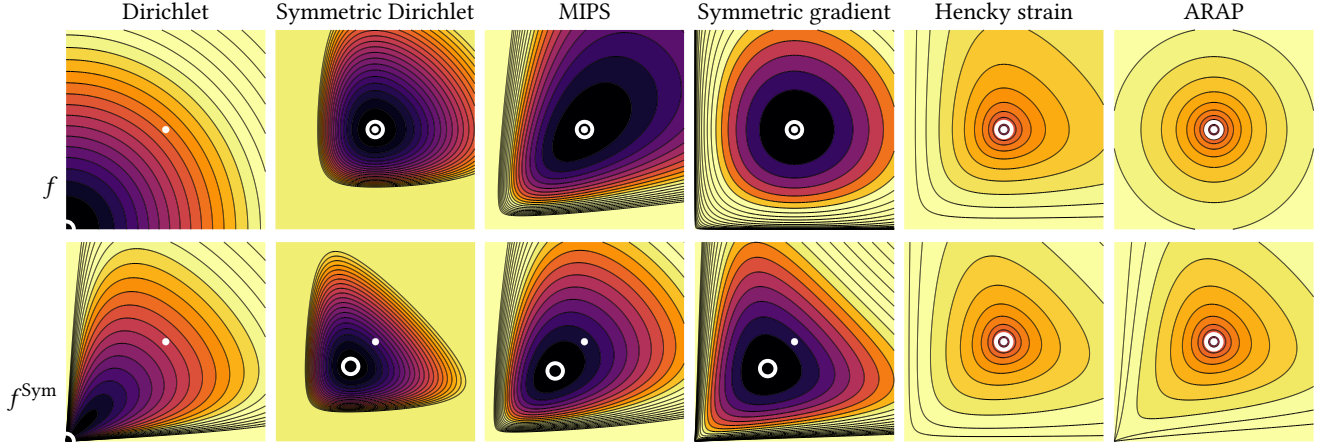 Dirichlet Symmetric Dirichlet MIPS Symmetric gradient Hencky strain ARAP
f
f^Sym